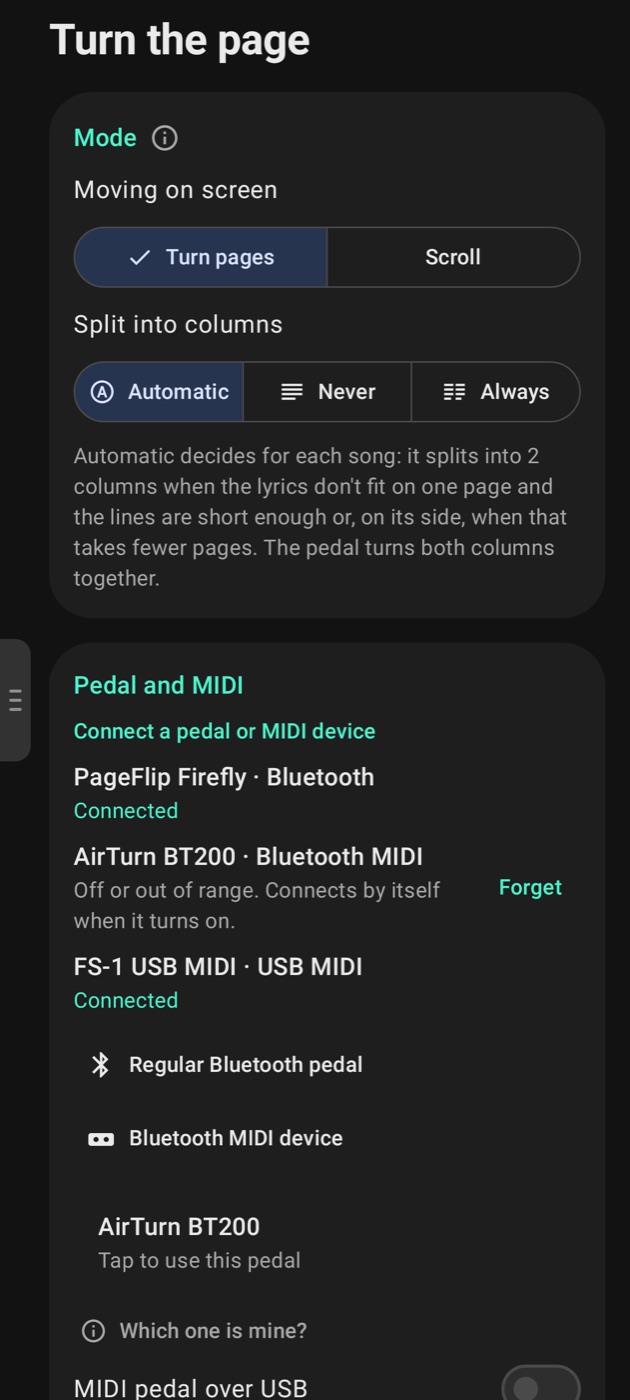 Turn the page
Mode
Moving on screen
Turn pages
Scroll
Split into columns
Automatic
Never
Always
Automatic decides for each song: it splits into 2
columns when the lyrics don't fit on one page and
the lines are short enough or, on its side, when that
takes fewer pages. The pedal turns both columns
together.
Pedal and MIDI
Connect a pedal or MIDI device
PageFlip Firefly · Bluetooth
Connected
AirTurn BT200 · Bluetooth MIDI
Off or out of range. Connects by itself
when it turns on.
Forget
FS-1 USB MIDI · USB MIDI
Connected
Regular Bluetooth pedal
Bluetooth MIDI device
AirTurn BT200
Tap to use this pedal
Which one is mine?
MIDI pedal over USB